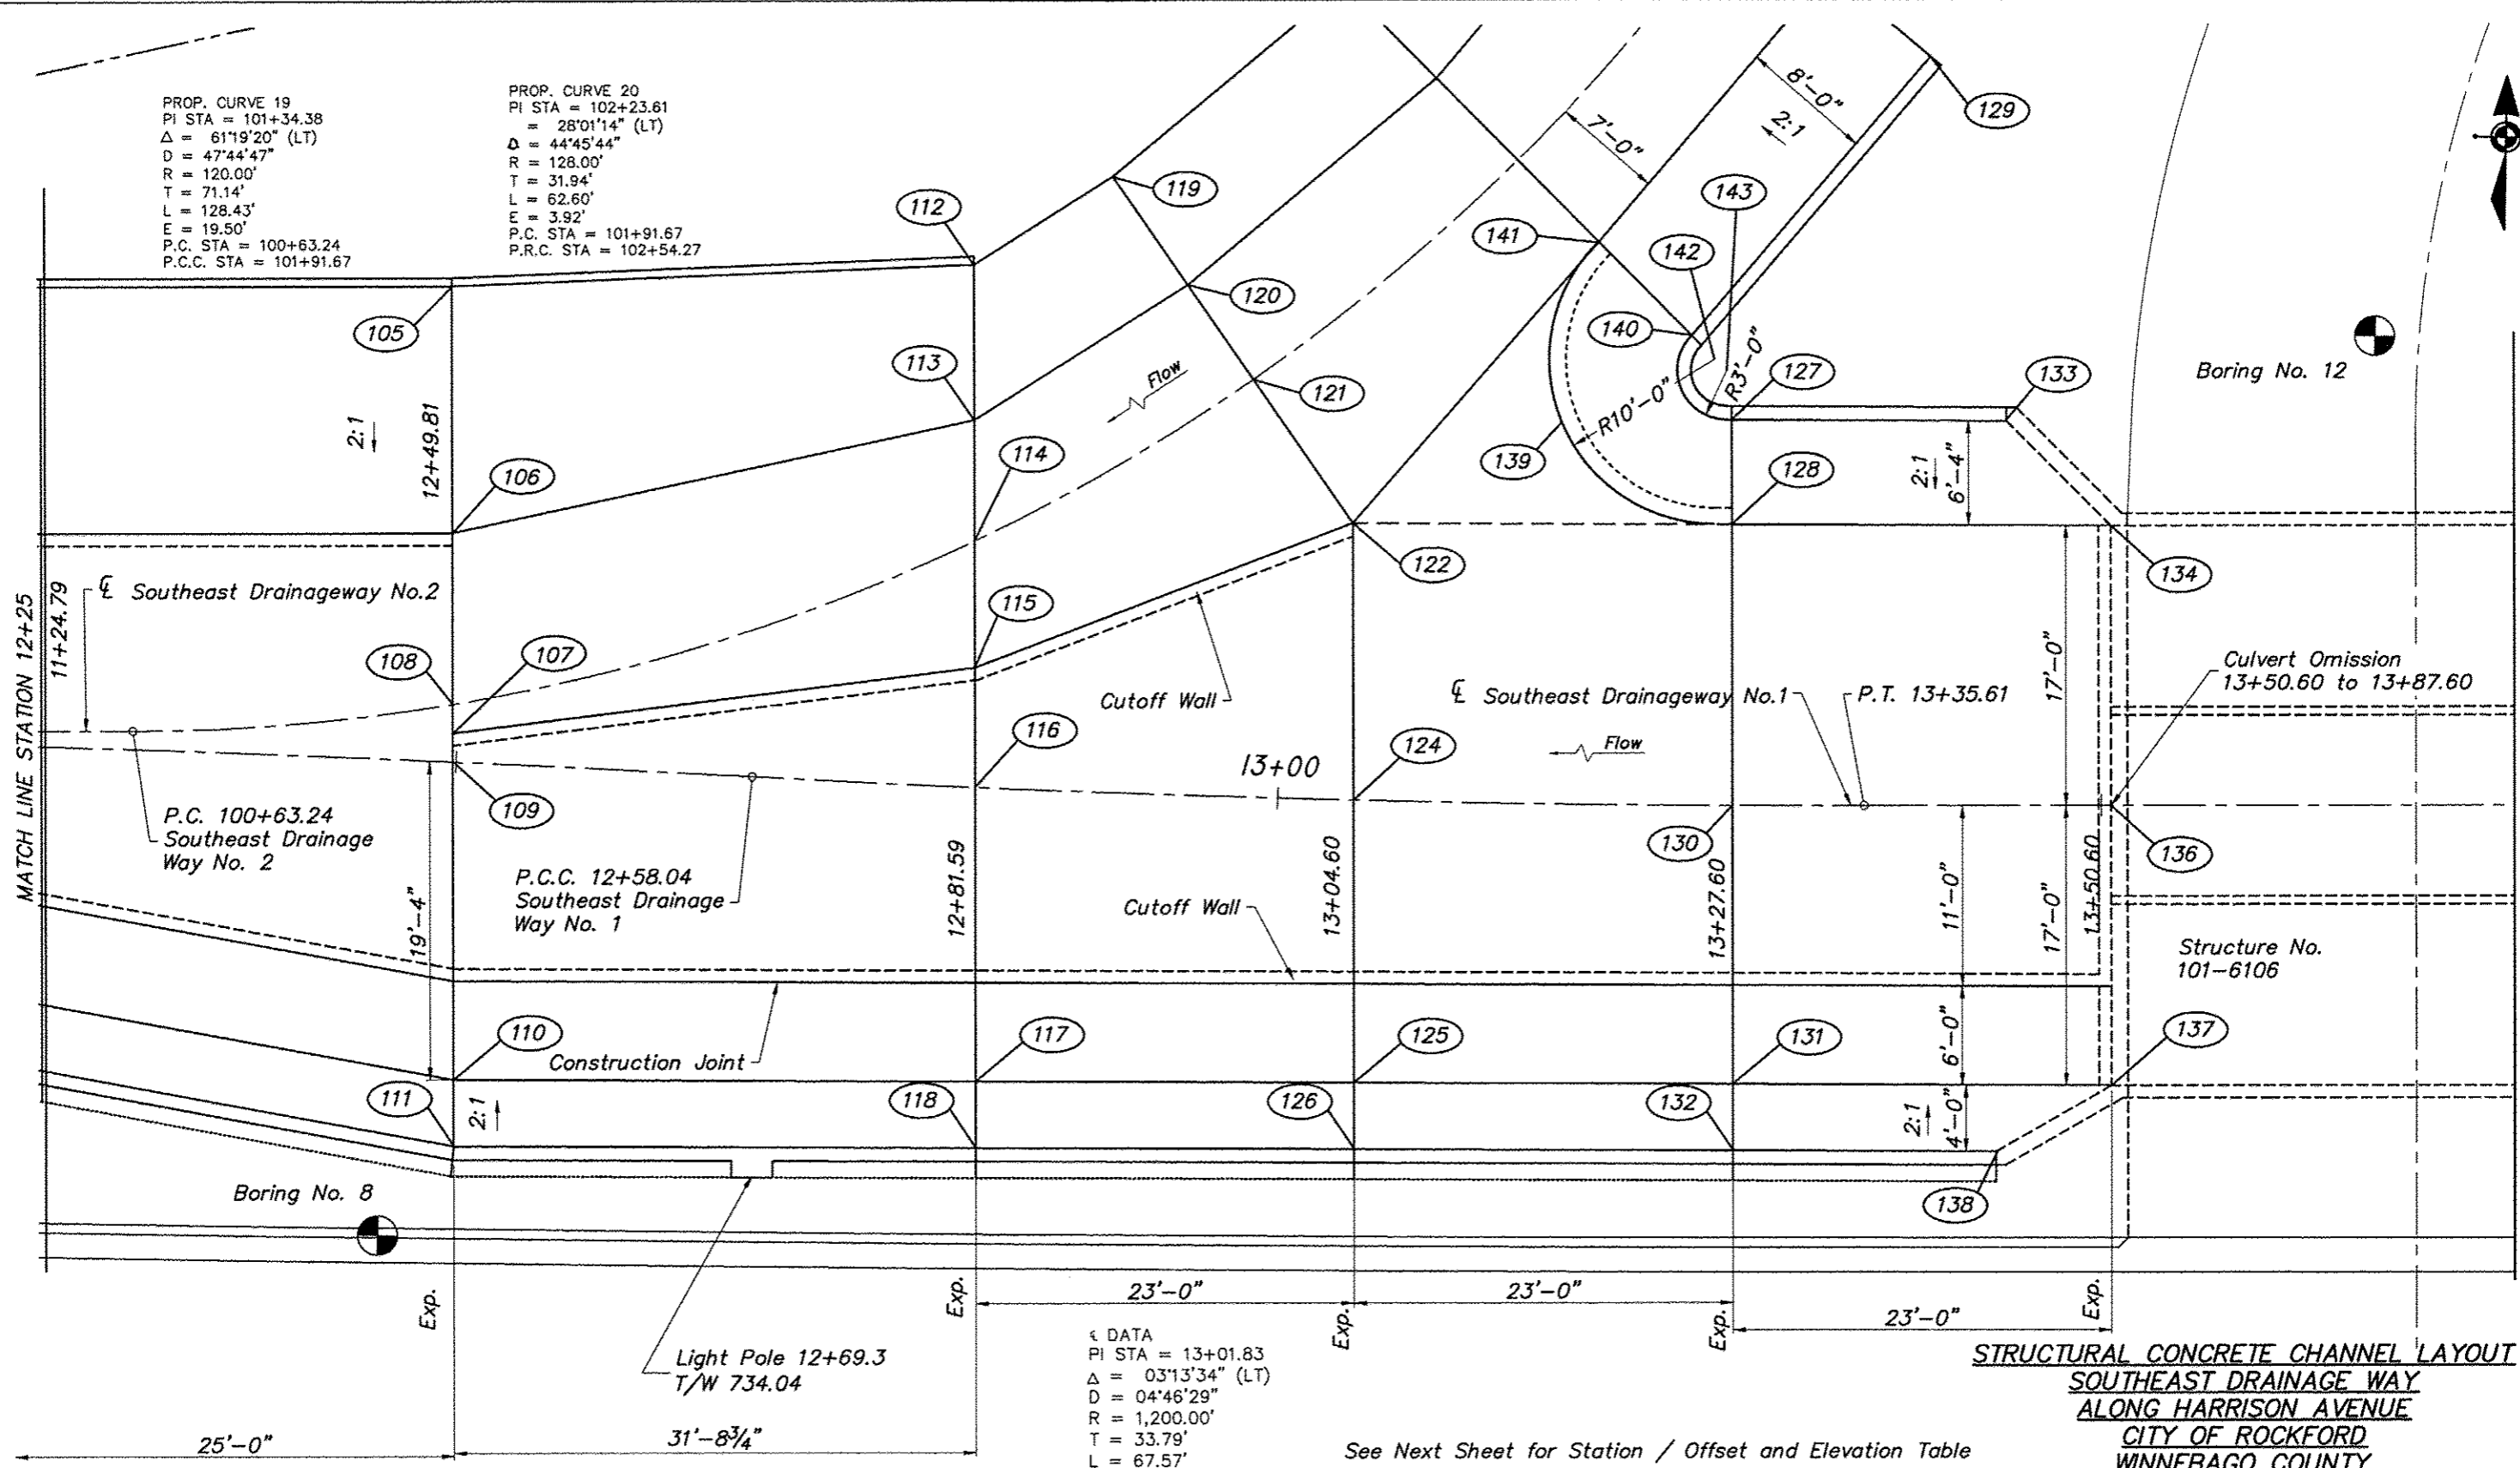 PROP. CURVE 19
PI STA = 101+34.38
Δ = 61°19'20" (LT)
D = 47°44'47"
R = 120.00'
T = 71.14'
L = 128.43'
E = 19.50'
P.C. STA = 100+63.24
P.C.C. STA = 101+91.67
PROP. CURVE 20
PI STA = 102+23.61
= 28°01'14" (LT)
Δ = 44°45'44"
R = 128.00'
T = 31.94'
L = 62.60'
E = 3.92'
P.C. STA = 101+91.67
P.R.C. STA = 102+54.27
8'-0"
2:1
7'-0"
129
119
112
143
141
142
120
105
140
127
133
Boring No. 12
113
Flow
121
R10'-0"
R3'-0"
2:1
12+49.81
106
114
139
128
2:1
6'-4"
122
134
MATCH LINE STATION 12+25
11+24.79
℄ Southeast Drainageway No.2
115
108
107
17'-0"
Culvert Omission
13+50.60 to 13+87.60
Cutoff Wall
℄ Southeast Drainageway No.1
P.T. 13+35.61
116
124
Flow
13+00
109
P.C. 100+63.24
Southeast Drainage
Way No. 2
130
136
P.C.C. 12+58.04
Southeast Drainage
Way No. 1
19'-4"
12+81.59
Cutoff Wall
13+04.60
13+27.60
11'-0"
17'-0"
13+50.60
Structure No.
101-6106
110
Construction Joint
117
125
131
6'-0"
137
111
2:1
118
126
132
2:1
4'-0"
138
Boring No. 8
Exp.
Exp.
23'-0"
Exp.
23'-0"
Exp.
23'-0"
Exp.
Light Pole 12+69.3
T/W 734.04
℄ DATA
PI STA = 13+01.83
Δ = 03°13'34" (LT)
D = 04°46'29"
R = 1,200.00'
T = 33.79'
L = 67.57'
25'-0"
31'-8¾"
See Next Sheet for Station / Offset and Elevation Table
STRUCTURAL CONCRETE CHANNEL LAYOUT
SOUTHEAST DRAINAGE WAY
ALONG HARRISON AVENUE
CITY OF ROCKFORD
WINNEBAGO COUNTY